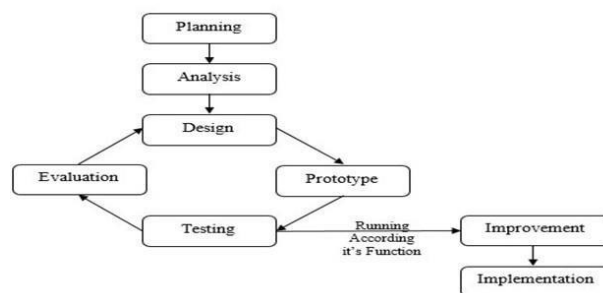 Planning
Analysis
Design
Evaluation
Prototype
Testing
Running
According
it's Function
Improvement
Implementation